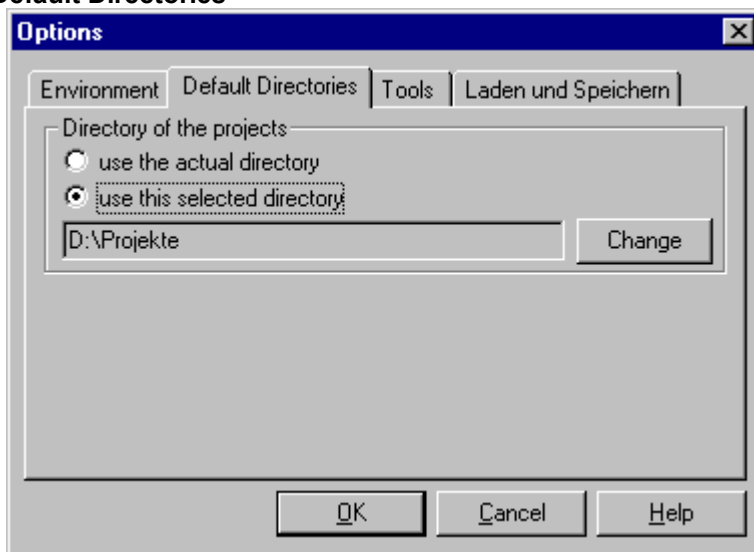 Default Directories
Options
Environment Default Directories Tools Laden und Speichern
Directory of the projects
use the actual directory
use this selected directory
D:\Projekte Change
OK Cancel Help